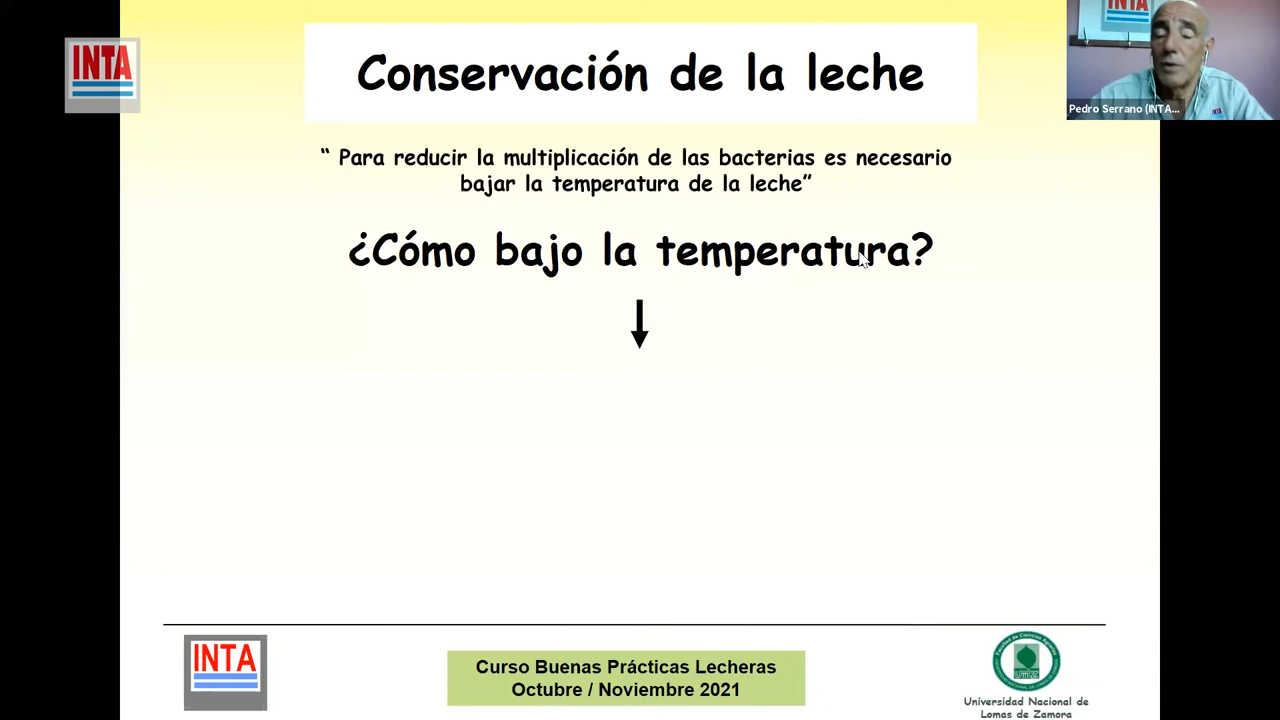 INTA
Conservación de la leche
INTA
Pedro Serrano (INTA...
“ Para reducir la multiplicación de las bacterias es necesario
bajar la temperatura de la leche”
¿Cómo bajo la temperatura?
INTA
Curso Buenas Prácticas Lecheras
Octubre / Noviembre 2021
Universidad Nacional de
Lomas de Zamora